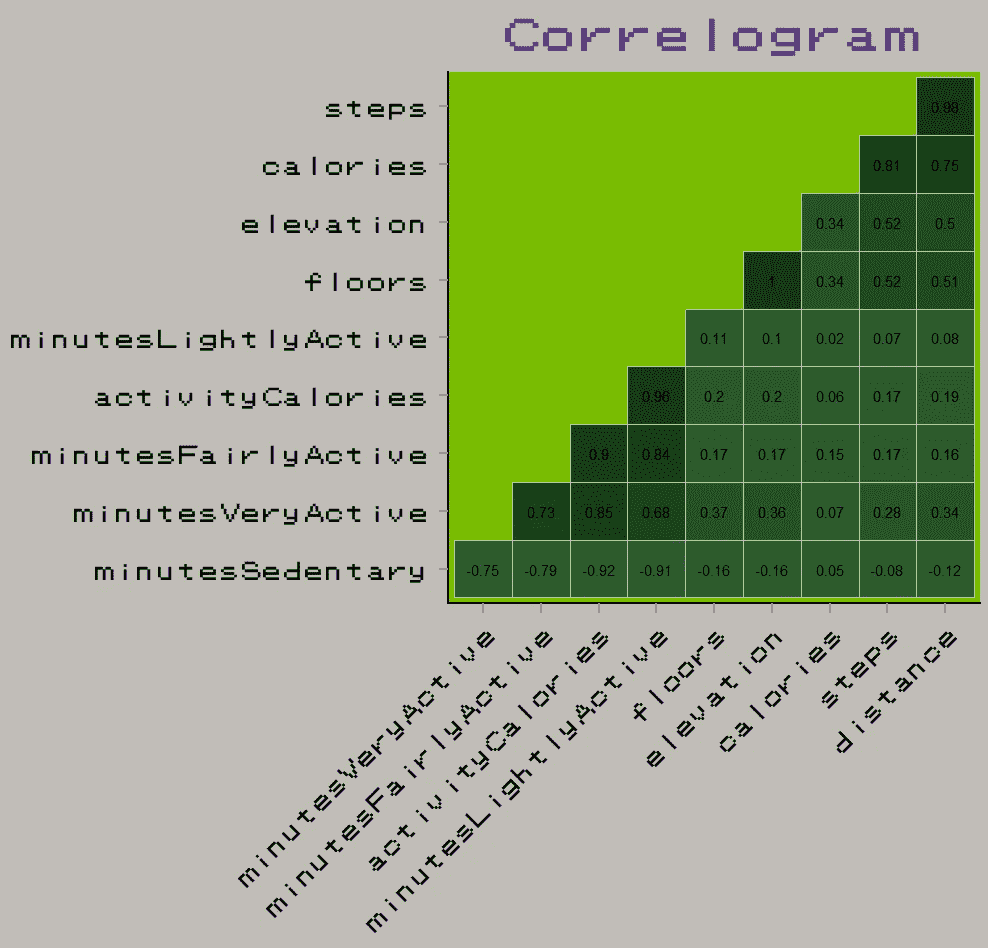 Correlogram
steps 0.98
calories 0.81 0.75
elevation 0.34 0.52 0.5
floors 1 0.34 0.52 0.51
minutesLightlyActive 0.11 0.1 0.02 0.07 0.08
activityCalories 0.96 0.2 0.2 0.06 0.17 0.19
minutesFairlyActive 0.9 0.84 0.17 0.17 0.15 0.17 0.16
minutesVeryActive 0.73 0.85 0.68 0.37 0.36 0.07 0.28 0.34
minutesSedentary -0.75 -0.79 -0.92 -0.91 -0.16 -0.16 0.05 -0.08 -0.12
minutesVeryActive
minutesFairlyActive
activityCalories
minutesLightlyActive
floors
elevation
calories
steps
distance